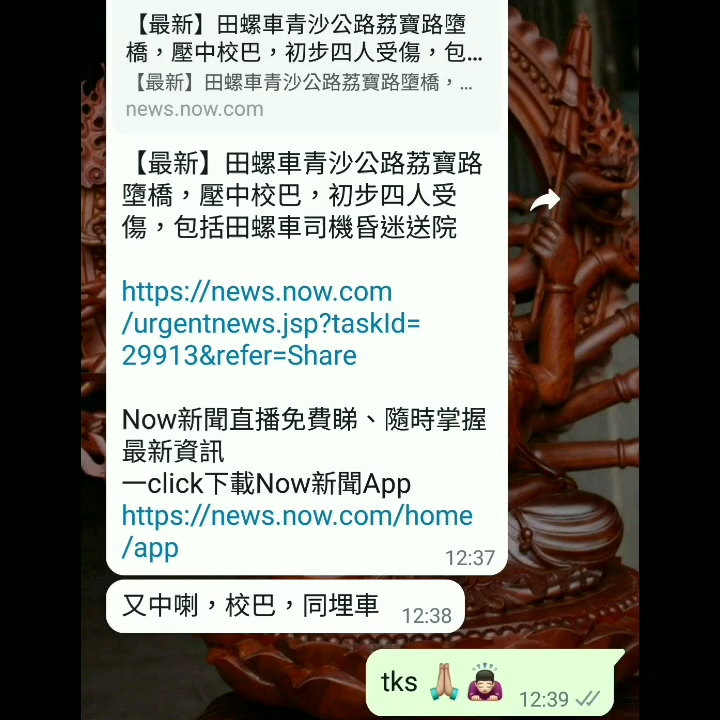 【最新】田螺車青沙公路荔寶路墮
橋，壓中校巴，初步四人受傷，包...
【最新】田螺車青沙公路荔寶路墮橋，...
news.now.com
【最新】田螺車青沙公路荔寶路
墮橋，壓中校巴，初步四人受
傷，包括田螺車司機昏迷送院
https://news.now.com
/urgentnews.jsp?taskId=
29913&refer=Share
Now新聞直播免費睇、隨時掌握
最新資訊
一click下載Now新聞App
https://news.now.com/home
/app
12:37
又中喇，校巴，同埋車 12:38
tks 🙏🏻🙇🏻 12:39